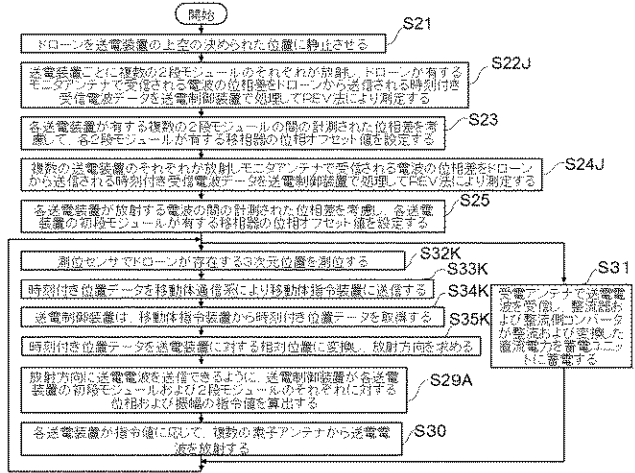 開始
S21
ドローンを送電装置の上空の決められた位置に静止させる
S22J
送電装置ごとに複数の2段モジュールのそれぞれが放射し、ドローンが有する
モニタアンテナで受信される電波の位相差をドローンから送信される時刻付き
受信電波データを送電制御装置で処理してREV法により測定する
S23
各送電装置が有する複数の2段モジュールの間の計測された位相差を考
慮して、各2段モジュールが有する移相器の位相オフセット値を設定する
S24J
複数の送電装置のそれぞれが放射しモニタアンテナで受信される電波の位相差をドローン
から送信される時刻付き受信電波データを送電制御装置で処理してREV法により測定する
S25
各送電装置が放射する電波の間の計測された位相差を考慮し、各送電
装置の初段モジュールが有する移相器の位相オフセット値を設定する
S32K
測位センサでドローンが存在する3次元位置を測位する
S33K
時刻付き位置データを移動体通信系により移動体指令装置に送信する
S34K
送電制御装置は、移動体指令装置から時刻付き位置データを取得する
S35K
時刻付き位置データを送電装置に対する相対位置に変換し、放射方向を求める
S29A
放射方向に送電電波を送信できるように、送電制御装置が各送電
装置の初段モジュールおよび2段モジュールのそれぞれに対する
位相および振幅の指令値を算出する
S30
各送電装置が指令値に応じて、複数の素子アンテナから送電電
波を放射する
S31
受電アンテナで送電電
波を受信し、整流器お
よび整流側コンバータ
が整流および変換した
直流電力を蓄電ユニッ
トに蓄電する